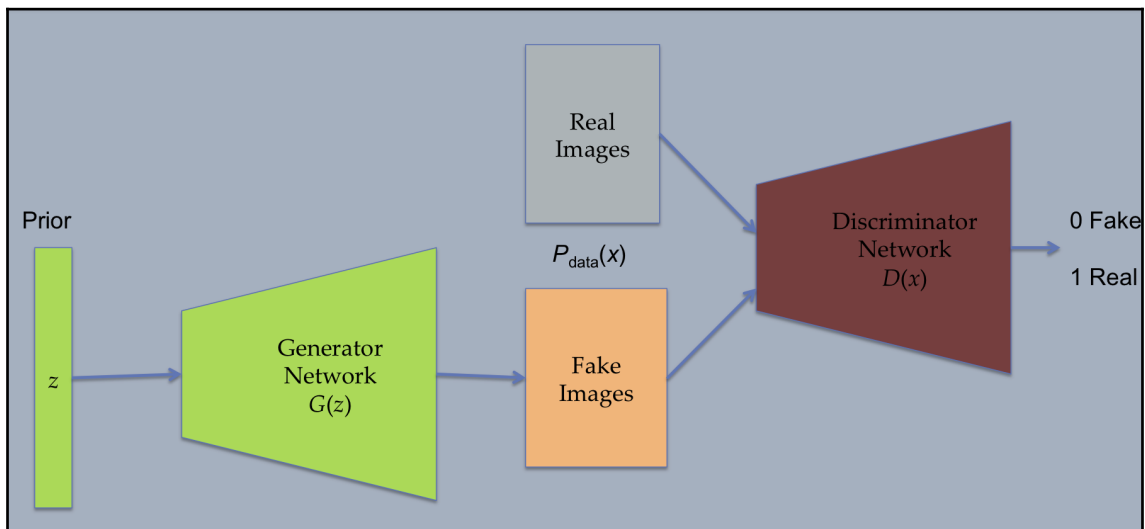 Prior
z
Generator
Network
G(z)
Real
Images
P_data(x)
Fake
Images
Discriminator
Network
D(x)
0 Fake
1 Real